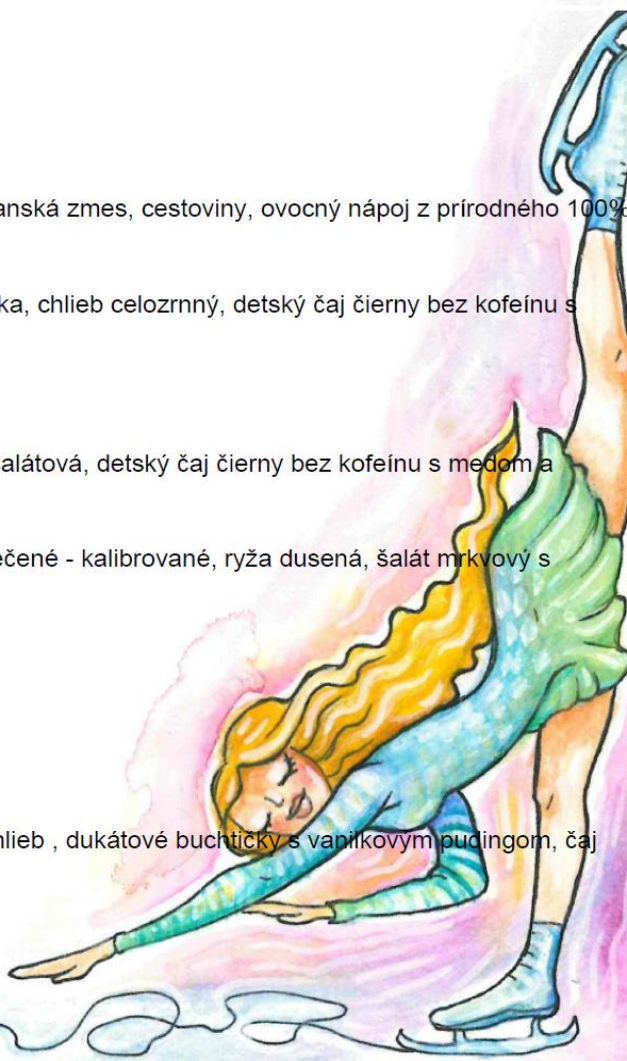 anská zmes, cestoviny, ovocný nápoj z prírodného 100%
ka, chlieb celozrnný, detský čaj čierny bez kofeínu s
alátová, detský čaj čierny bez kofeínu s medom a
ečené - kalibrované, ryža dusená, šalát mrkvový s
hlieb , dukátové buchtičky s vanilkovým pudingom, čaj